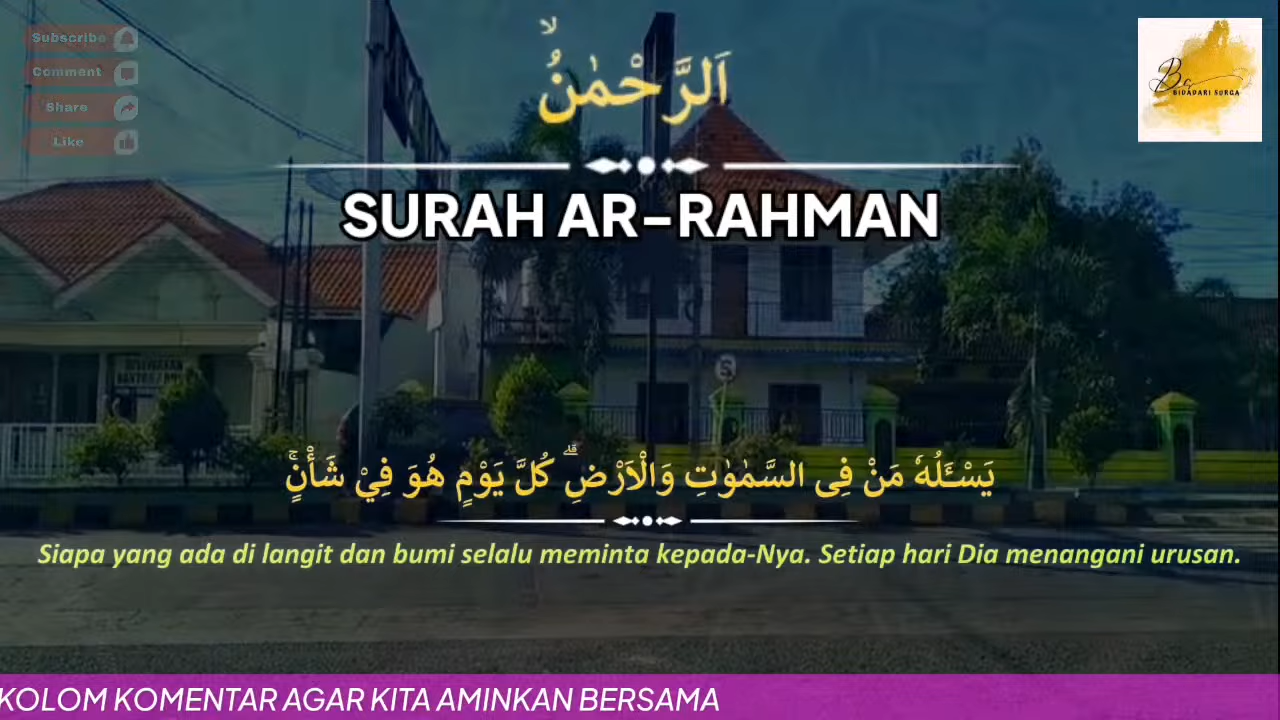 Subscribe
Comment
Share
Like
اَلرَّحْمٰنُۙ
BIDADARI SURGA
SURAH AR-RAHMAN
S
يَسْـَٔلُهٗ مَنْ فِى السَّمٰوٰتِ وَالْاَرْضِۗ كُلَّ يَوْمٍ هُوَ فِيْ شَأْنٍۚ
Siapa yang ada di langit dan bumi selalu meminta kepada-Nya. Setiap hari Dia menangani urusan.
KOLOM KOMENTAR AGAR KITA AMINKAN BERSAMA